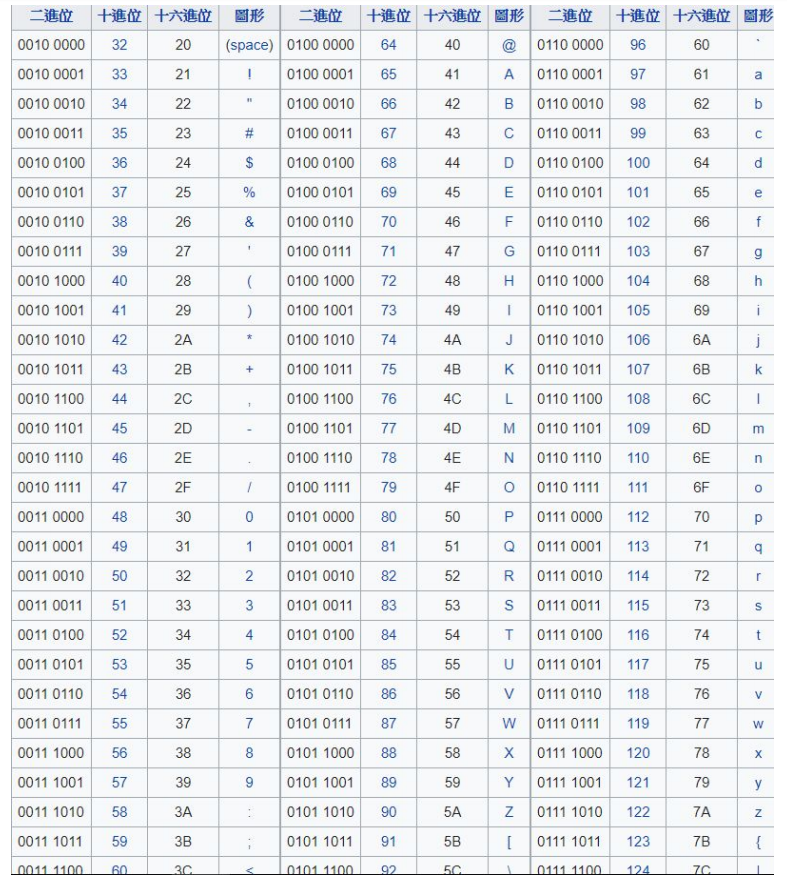 二進位 十進位 十六進位 圖形 二進位 十進位 十六進位 圖形 二進位 十進位 十六進位 圖形
0010 0000 32 20 (space) 0100 0000 64 40 @ 0110 0000 96 60 `
0010 0001 33 21 ! 0100 0001 65 41 A 0110 0001 97 61 a
0010 0010 34 22 " 0100 0010 66 42 B 0110 0010 98 62 b
0010 0011 35 23 # 0100 0011 67 43 C 0110 0011 99 63 c
0010 0100 36 24 $ 0100 0100 68 44 D 0110 0100 100 64 d
0010 0101 37 25 % 0100 0101 69 45 E 0110 0101 101 65 e
0010 0110 38 26 & 0100 0110 70 46 F 0110 0110 102 66 f
0010 0111 39 27 ' 0100 0111 71 47 G 0110 0111 103 67 g
0010 1000 40 28 ( 0100 1000 72 48 H 0110 1000 104 68 h
0010 1001 41 29 ) 0100 1001 73 49 I 0110 1001 105 69 i
0010 1010 42 2A * 0100 1010 74 4A J 0110 1010 106 6A j
0010 1011 43 2B + 0100 1011 75 4B K 0110 1011 107 6B k
0010 1100 44 2C , 0100 1100 76 4C L 0110 1100 108 6C l
0010 1101 45 2D - 0100 1101 77 4D M 0110 1101 109 6D m
0010 1110 46 2E . 0100 1110 78 4E N 0110 1110 110 6E n
0010 1111 47 2F / 0100 1111 79 4F O 0110 1111 111 6F o
0011 0000 48 30 0 0101 0000 80 50 P 0111 0000 112 70 p
0011 0001 49 31 1 0101 0001 81 51 Q 0111 0001 113 71 q
0011 0010 50 32 2 0101 0010 82 52 R 0111 0010 114 72 r
0011 0011 51 33 3 0101 0011 83 53 S 0111 0011 115 73 s
0011 0100 52 34 4 0101 0100 84 54 T 0111 0100 116 74 t
0011 0101 53 35 5 0101 0101 85 55 U 0111 0101 117 75 u
0011 0110 54 36 6 0101 0110 86 56 V 0111 0110 118 76 v
0011 0111 55 37 7 0101 0111 87 57 W 0111 0111 119 77 w
0011 1000 56 38 8 0101 1000 88 58 X 0111 1000 120 78 x
0011 1001 57 39 9 0101 1001 89 59 Y 0111 1001 121 79 y
0011 1010 58 3A : 0101 1010 90 5A Z 0111 1010 122 7A z
0011 1011 59 3B ; 0101 1011 91 5B [ 0111 1011 123 7B {
0011 1100 60 3C < 0101 1100 92 5C \ 0111 1100 124 7C |